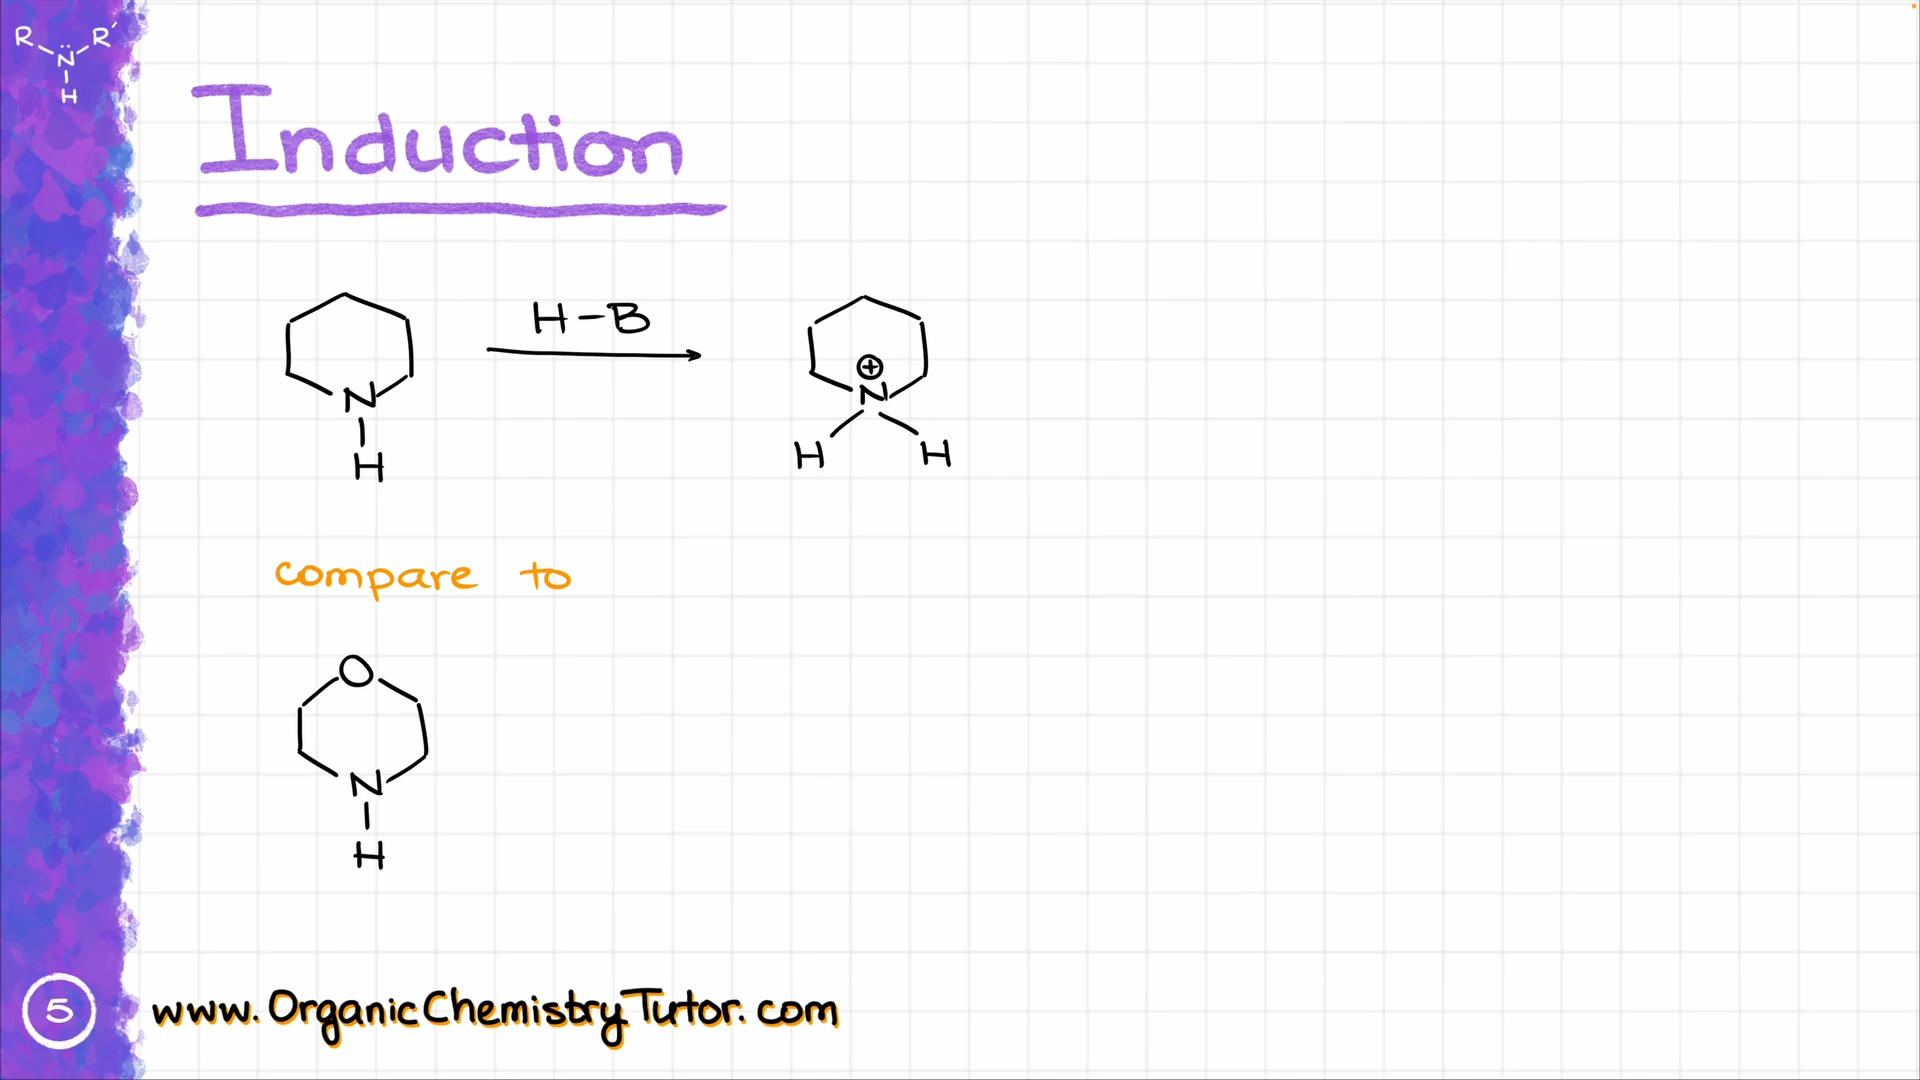 R N̈ R´
H
Induction
H-B
N
H
⊕
N
H H
compare to
O
N
H
5
www.OrganicChemistryTutor.com